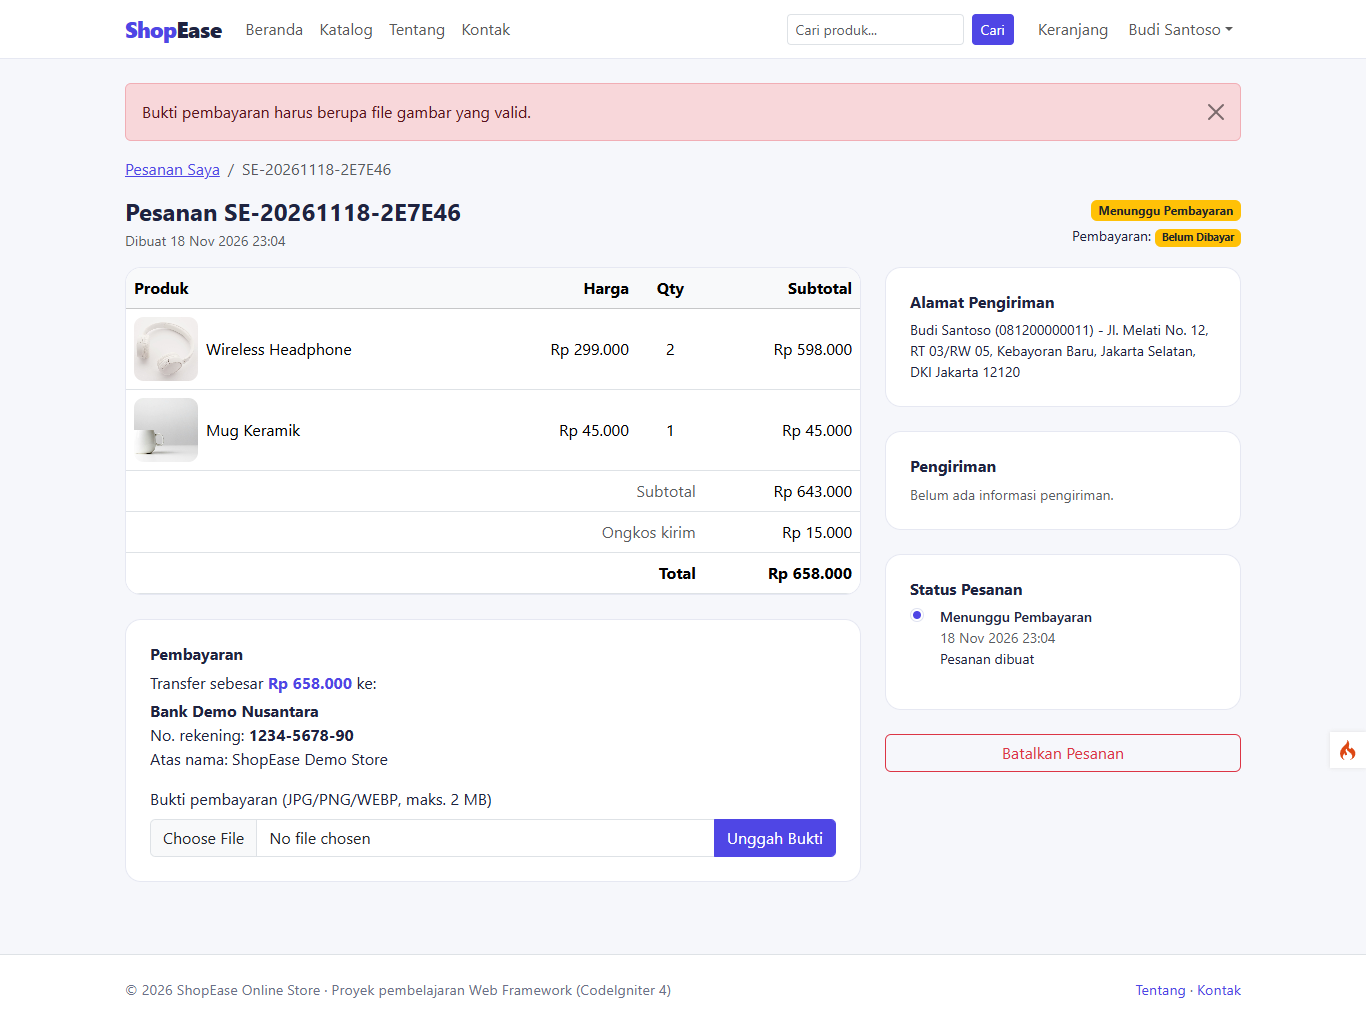 ShopEase Beranda Katalog Tentang Kontak Cari produk... Cari Keranjang Budi Santoso
Bukti pembayaran harus berupa file gambar yang valid.
Pesanan Saya / SE-20261118-2E7E46
Pesanan SE-20261118-2E7E46
Dibuat 18 Nov 2026 23:04
Menunggu Pembayaran
Pembayaran: Belum Dibayar
Produk Harga Qty Subtotal
Wireless Headphone Rp 299.000 2 Rp 598.000
Mug Keramik Rp 45.000 1 Rp 45.000
Subtotal Rp 643.000
Ongkos kirim Rp 15.000
Total Rp 658.000
Pembayaran
Transfer sebesar Rp 658.000 ke:
Bank Demo Nusantara
No. rekening: 1234-5678-90
Atas nama: ShopEase Demo Store
Bukti pembayaran (JPG/PNG/WEBP, maks. 2 MB)
Choose File No file chosen Unggah Bukti
Alamat Pengiriman
Budi Santoso (081200000011) - Jl. Melati No. 12,
RT 03/RW 05, Kebayoran Baru, Jakarta Selatan,
DKI Jakarta 12120
Pengiriman
Belum ada informasi pengiriman.
Status Pesanan
Menunggu Pembayaran
18 Nov 2026 23:04
Pesanan dibuat
Batalkan Pesanan
© 2026 ShopEase Online Store · Proyek pembelajaran Web Framework (CodeIgniter 4)
Tentang · Kontak